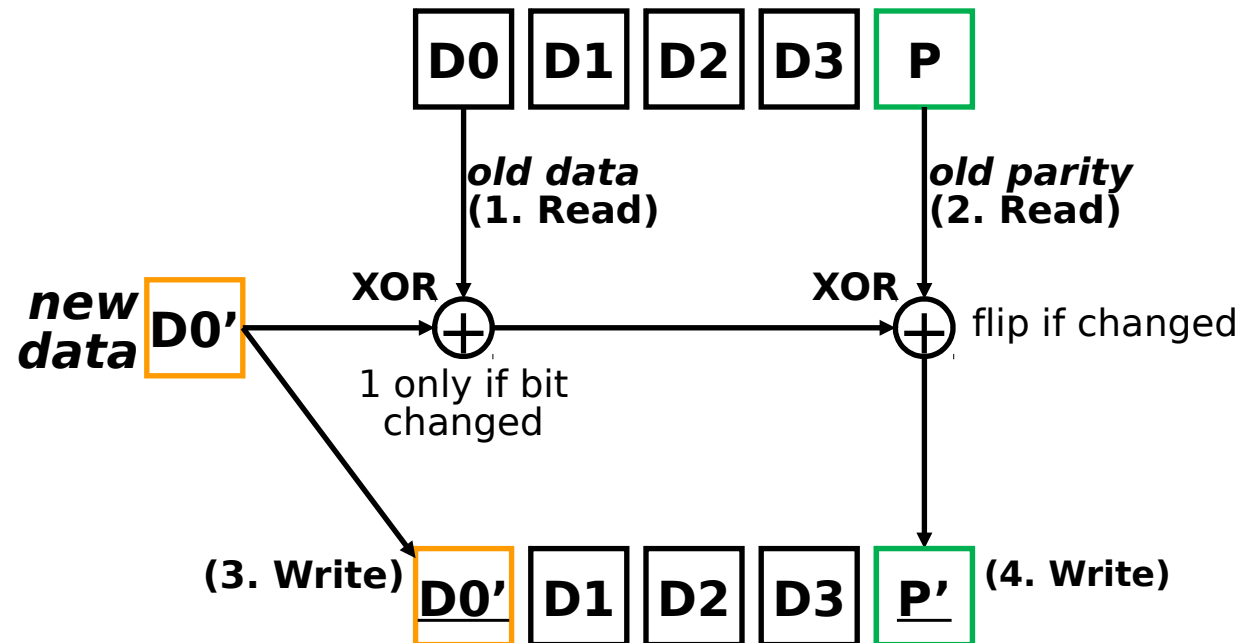 D0 D1 D2 D3 P
old data
(1. Read)
old parity
(2. Read)
new
data
D0’
XOR
XOR
+
+
flip if changed
1 only if bit
changed
(3. Write)
D0’ D1 D2 D3 P’
(4. Write)